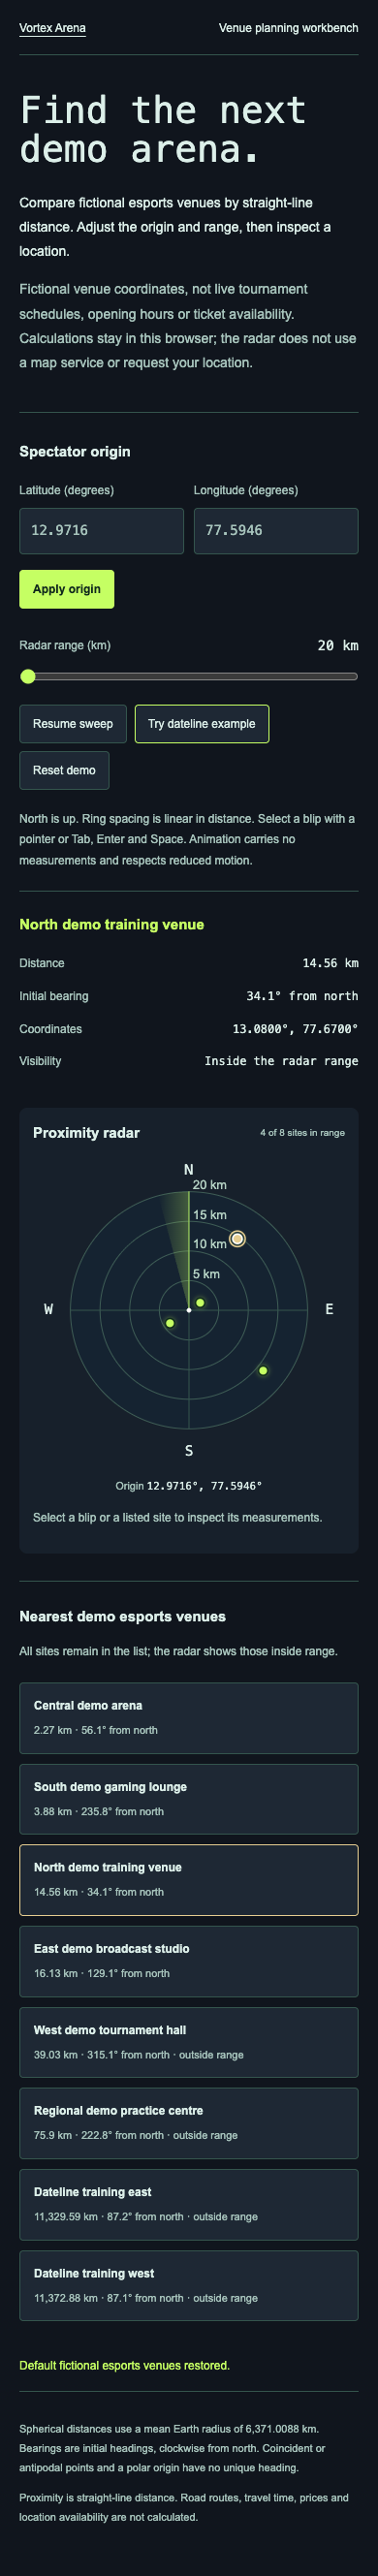 Vortex Arena
Venue planning workbench
Find the next
demo arena.
Compare fictional esports venues by straight-line
distance. Adjust the origin and range, then inspect a
location.
Fictional venue coordinates, not live tournament
schedules, opening hours or ticket availability.
Calculations stay in this browser; the radar does not use
a map service or request your location.
Spectator origin
Latitude (degrees)
Longitude (degrees)
12.9716
77.5946
Apply origin
Radar range (km)
20 km
Resume sweep
Try dateline example
Reset demo
North is up. Ring spacing is linear in distance. Select a blip with a
pointer or Tab, Enter and Space. Animation carries no
measurements and respects reduced motion.
North demo training venue
Distance
14.56 km
Initial bearing
34.1° from north
Coordinates
13.0800°, 77.6700°
Visibility
Inside the radar range
Proximity radar
4 of 8 sites in range
N
20 km
15 km
10 km
5 km
W
E
S
Origin 12.9716°, 77.5946°
Select a blip or a listed site to inspect its measurements.
Nearest demo esports venues
All sites remain in the list; the radar shows those inside range.
Central demo arena
2.27 km · 56.1° from north
South demo gaming lounge
3.88 km · 235.8° from north
North demo training venue
14.56 km · 34.1° from north
East demo broadcast studio
16.13 km · 129.1° from north
West demo tournament hall
39.03 km · 315.1° from north · outside range
Regional demo practice centre
75.9 km · 222.8° from north · outside range
Dateline training east
11,329.59 km · 87.2° from north · outside range
Dateline training west
11,372.88 km · 87.1° from north · outside range
Default fictional esports venues restored.
Spherical distances use a mean Earth radius of 6,371.0088 km.
Bearings are initial headings, clockwise from north. Coincident or
antipodal points and a polar origin have no unique heading.
Proximity is straight-line distance. Road routes, travel time, prices and
location availability are not calculated.